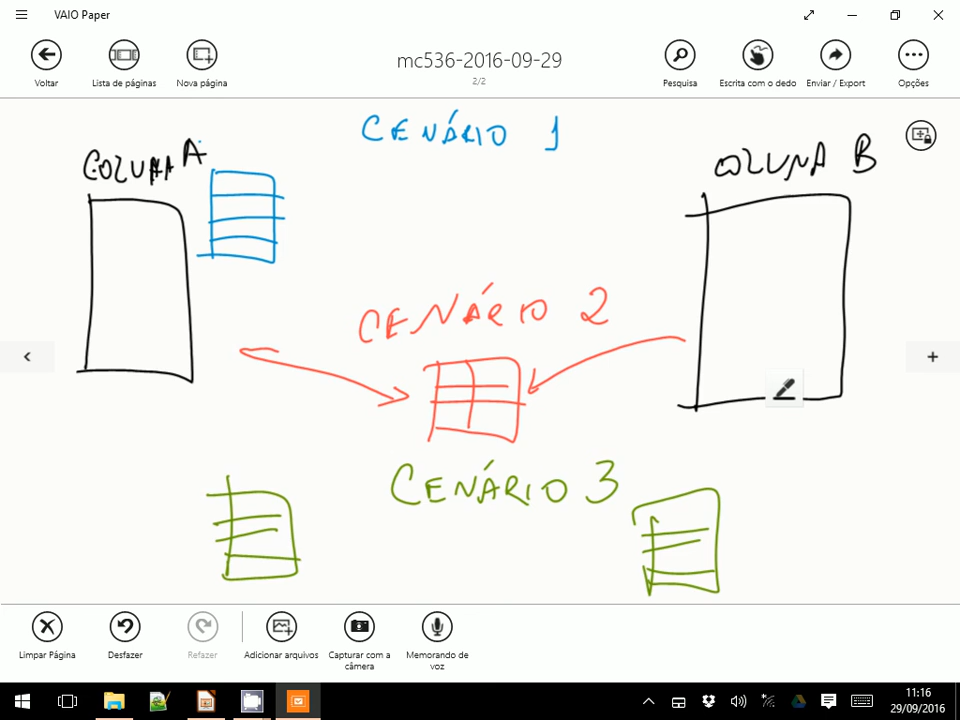 VAIO Paper
mc536-2016-09-29
2/2
Voltar
Lista de páginas
Nova página
Pesquisa
Escrita com o dedo
Enviar / Export
Opções
CENÁRIO 1
COLUNA A
COLUNA B
CENÁRIO 2
CENÁRIO 3
Limpar Página
Desfazer
Refazer
Adicionar arquivos
Capturar com a
câmera
Memorando de
voz
11:16
29/09/2016